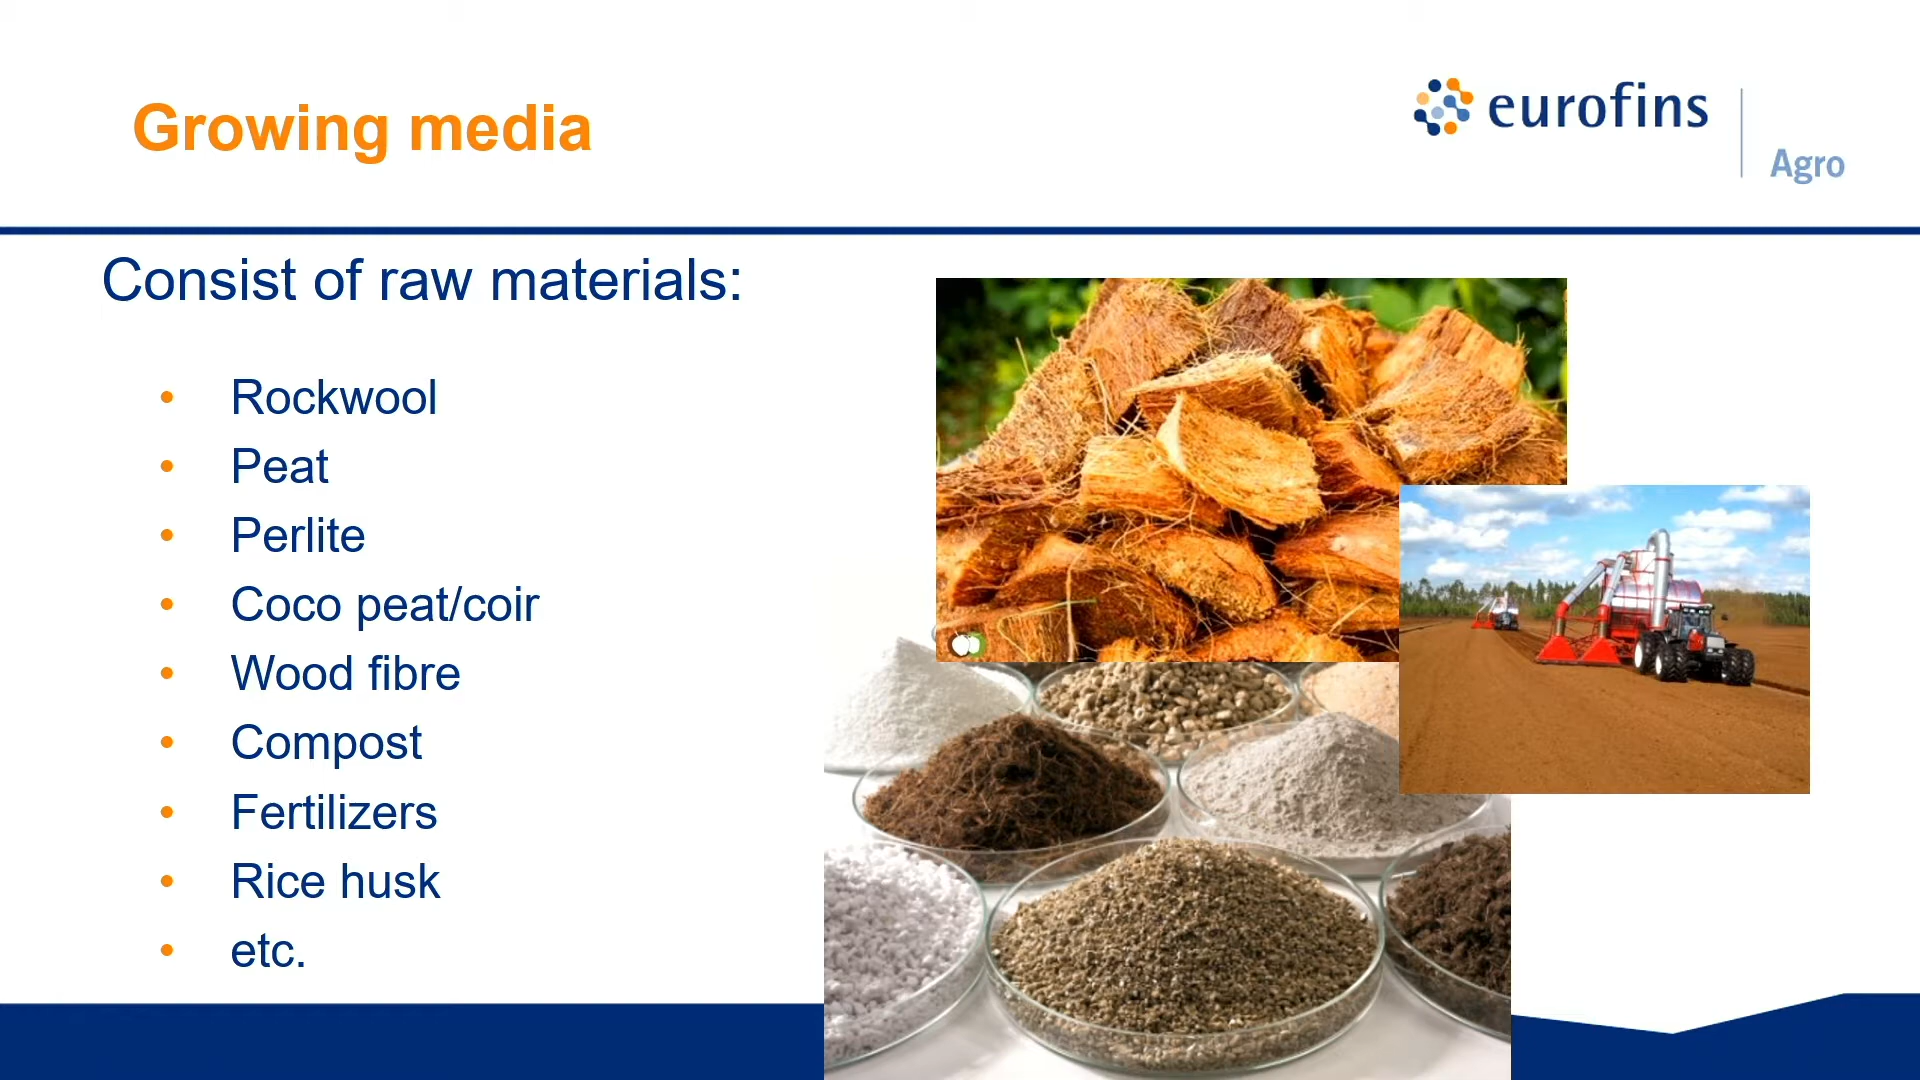 Growing media
eurofins
Agro
Consist of raw materials:
• Rockwool
• Peat
• Perlite
• Coco peat/coir
• Wood fibre
• Compost
• Fertilizers
• Rice husk
• etc.